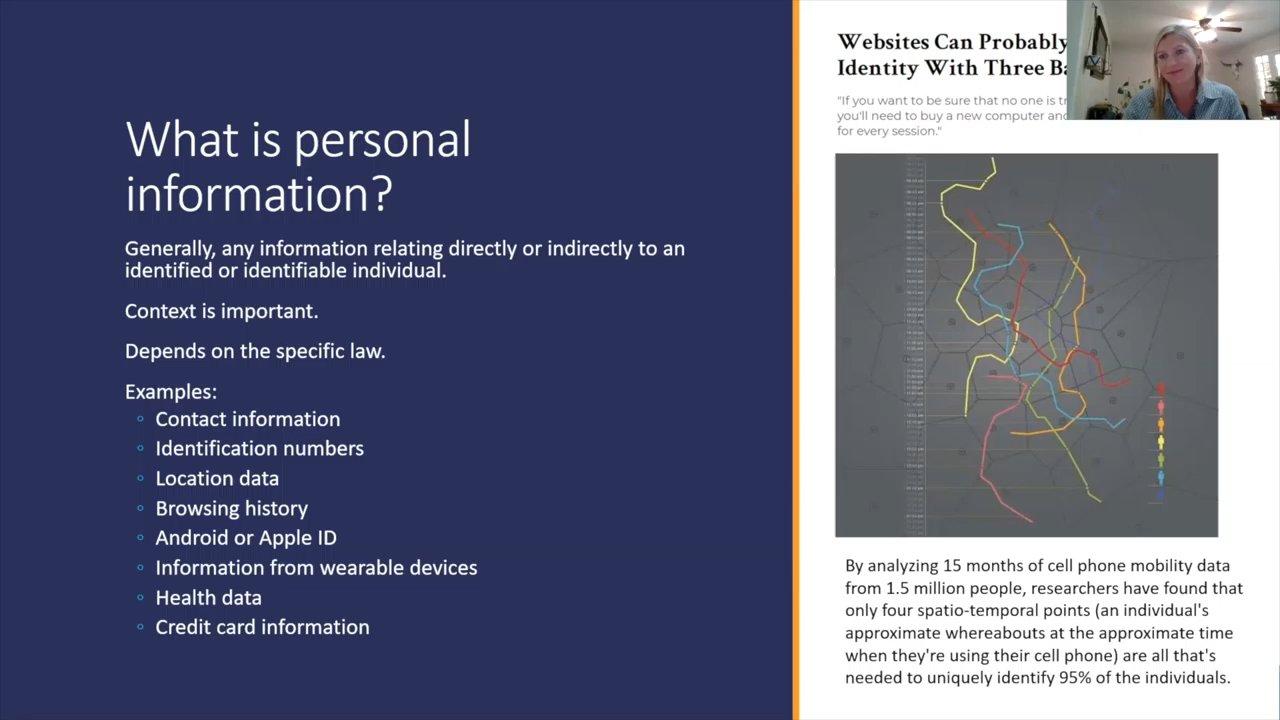 What is personal
information?
Generally, any information relating directly or indirectly to an
identified or identifiable individual.
Context is important.
Depends on the specific law.
Examples:
◦ Contact information
◦ Identification numbers
◦ Location data
◦ Browsing history
◦ Android or Apple ID
◦ Information from wearable devices
◦ Health data
◦ Credit card information
Websites Can Probably
Identity With Three
"If you want to be sure that no one is
you'll need to buy a new computer and
for every session."
By analyzing 15 months of cell phone mobility data
from 1.5 million people, researchers have found that
only four spatio-temporal points (an individual's
approximate whereabouts at the approximate time
when they're using their cell phone) are all that's
needed to uniquely identify 95% of the individuals.